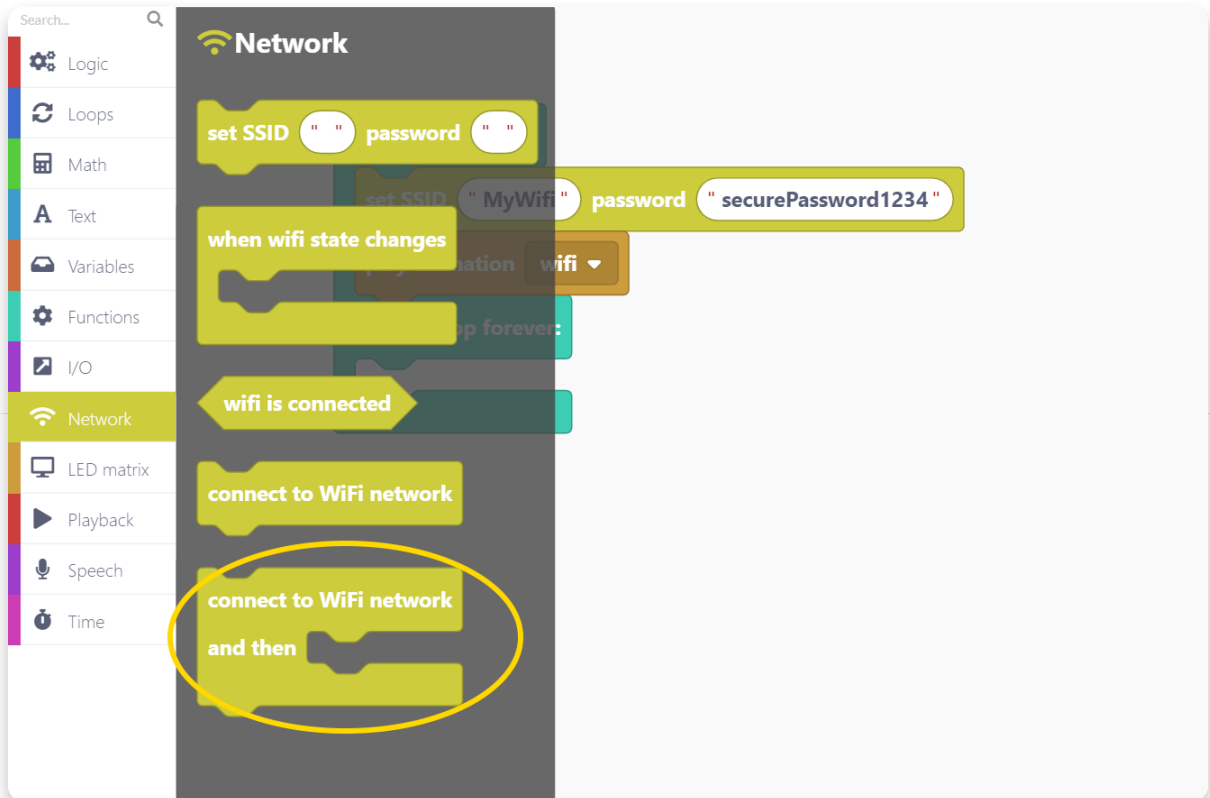 Search...
Logic
Loops
Math
Text
Variables
Functions
I/O
Network
LED matrix
Playback
Speech
Time
Network
set SSID " " password " "
when wifi state changes
wifi is connected
connect to WiFi network
connect to WiFi network
and then
set SSID " MyWifi " password " securePassword1234 "
wifi
forever: